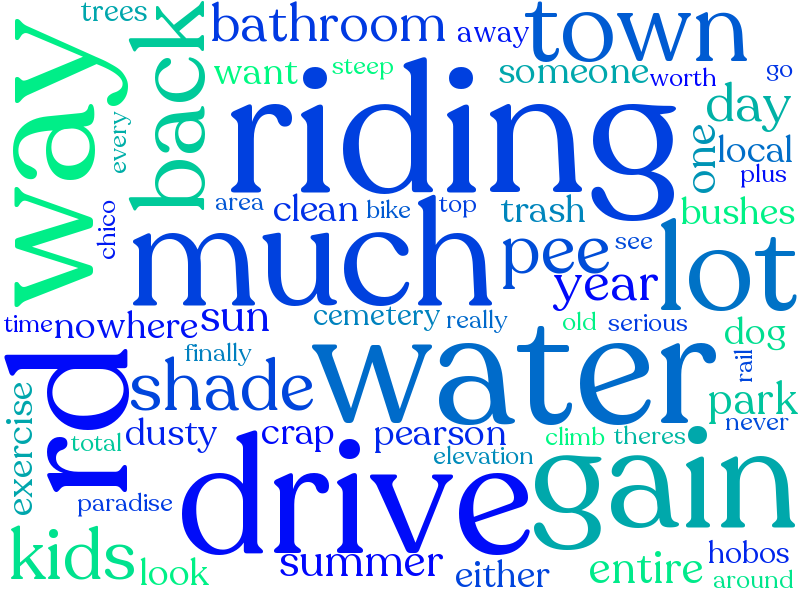 trees
bathroom
away
town
way
back
want
steep
someone
worth
go
riding
day
every
one
local
plus
chico
area
clean
bike
top
trash
bushes
much
pee
see
lot
year
time
nowhere
sun
cemetery
really
old
serious
dog
finally
water
rd
shade
rail
park
exercise
total
dusty
crap
pearson
climb
theres
never
elevation
paradise
drive
gain
kids
look
summer
either
entire
hobos
around